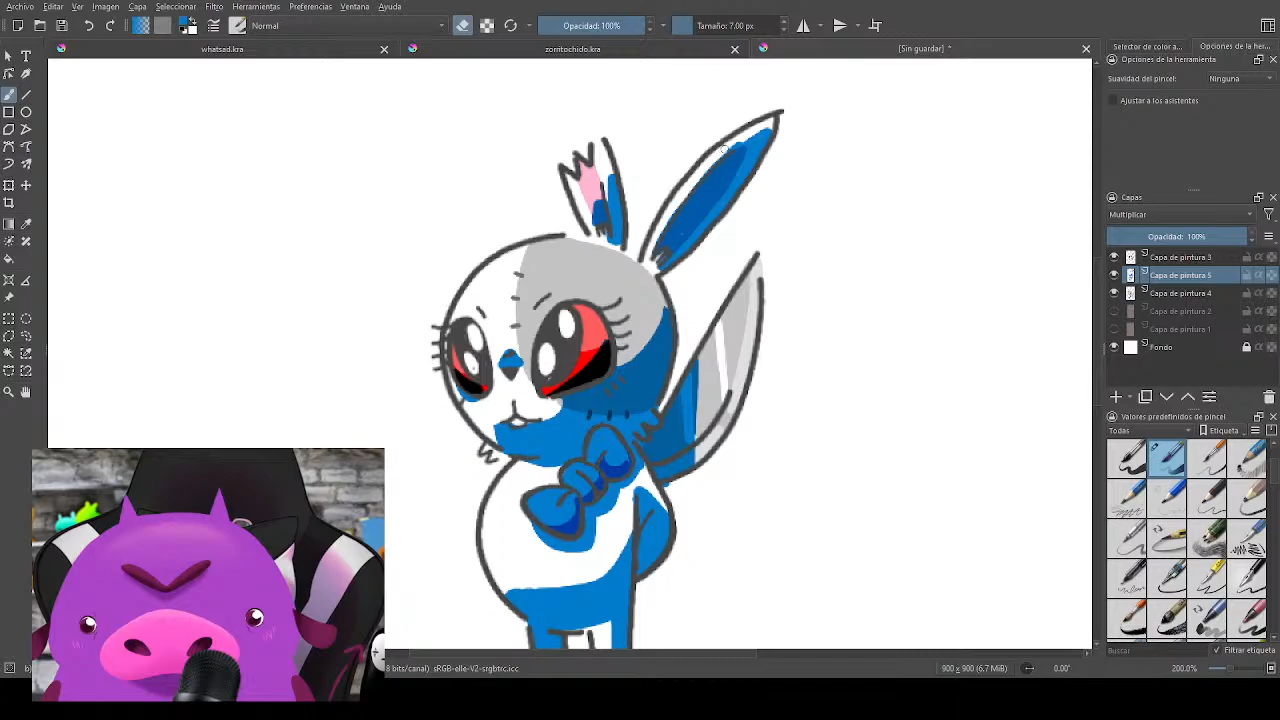 Archivo Editar Ver Imagen Capa Seleccionar Filtro Herramientas Preferencias Ventana Ayuda
Normal Opacidad: 100% Tamaño: 7.00 px
whatsad.kra zorritochido.kra [Sin guardar] *
Selector de color a... Opciones de la her...
Opciones de la herramienta
Suavidad del pincel: Ninguna
Ajustar a los asistentes
Capas
Multiplicar
Opacidad: 100%
Capa de pintura 3
Capa de pintura 5
Capa de pintura 4
Capa de pintura 2
Capa de pintura 1
Fondo
Valores predefinidos de pincel
Todas Etiqueta
Buscar Filtrar etiqueta
8 bits/canal) sRGB-elle-V2-srgbtrc.icc 900 x 900 (6.7 MiB) 0.00° 200.0%